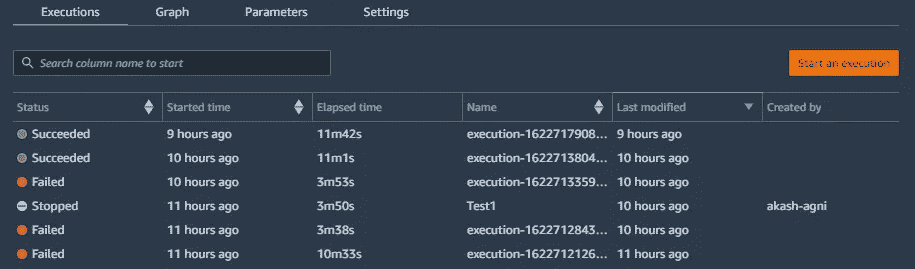 Executions Graph Parameters Settings
Search column name to start
Start an execution
Status Started time Elapsed time Name Last modified Created by
Succeeded 9 hours ago 11m42s execution-1622717908... 9 hours ago
Succeeded 10 hours ago 11m1s execution-1622713804... 10 hours ago
Failed 10 hours ago 3m53s execution-1622713359... 10 hours ago
Stopped 11 hours ago 3m50s Test1 10 hours ago akash-agni
Failed 11 hours ago 3m38s execution-1622712843... 10 hours ago
Failed 11 hours ago 10m33s execution-1622712126... 11 hours ago